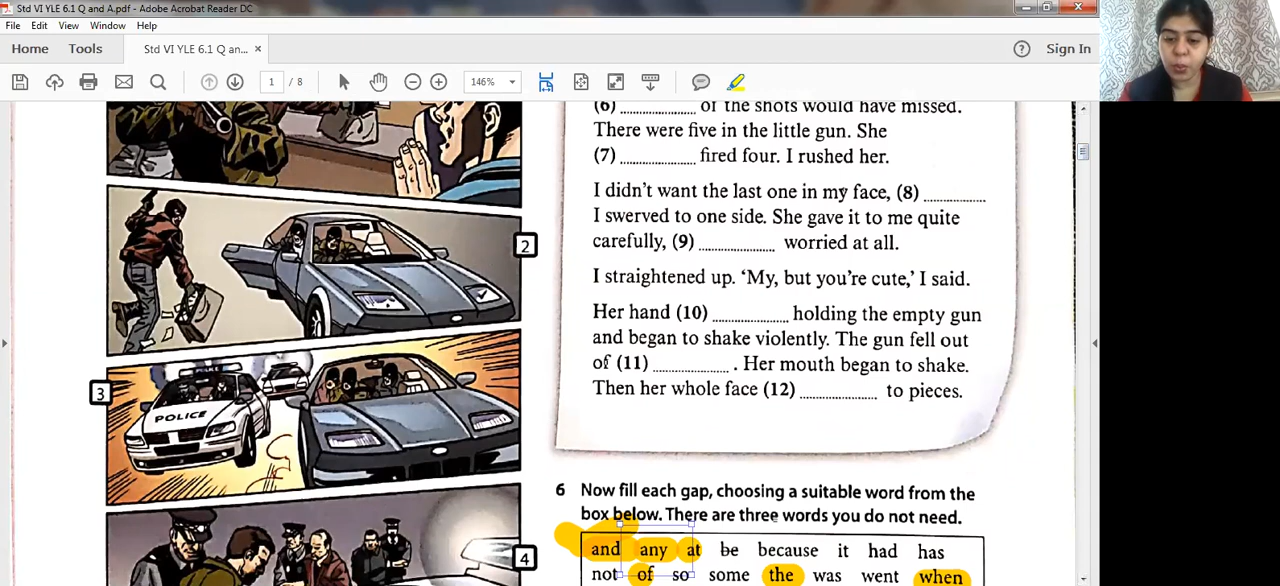 Std VI YLE 6.1 Q and A.pdf - Adobe Acrobat Reader DC
File Edit View Window Help
Home Tools Std VI YLE 6.1 Q an... × Sign In
1 / 8 146%
(6) ................ of the shots would have missed.
There were five in the little gun. She
(7) ................ fired four. I rushed her.
I didn't want the last one in my face, (8) ................
I swerved to one side. She gave it to me quite
carefully, (9) ................ worried at all.
I straightened up. 'My, but you're cute,' I said.
Her hand (10) ................ holding the empty gun
and began to shake violently. The gun fell out
of (11) ................ . Her mouth began to shake.
Then her whole face (12) ................ to pieces.
2
3
POLICE
4
6 Now fill each gap, choosing a suitable word from the
box below. There are three words you do not need.
and any at be because it had has
not of so some the was went when